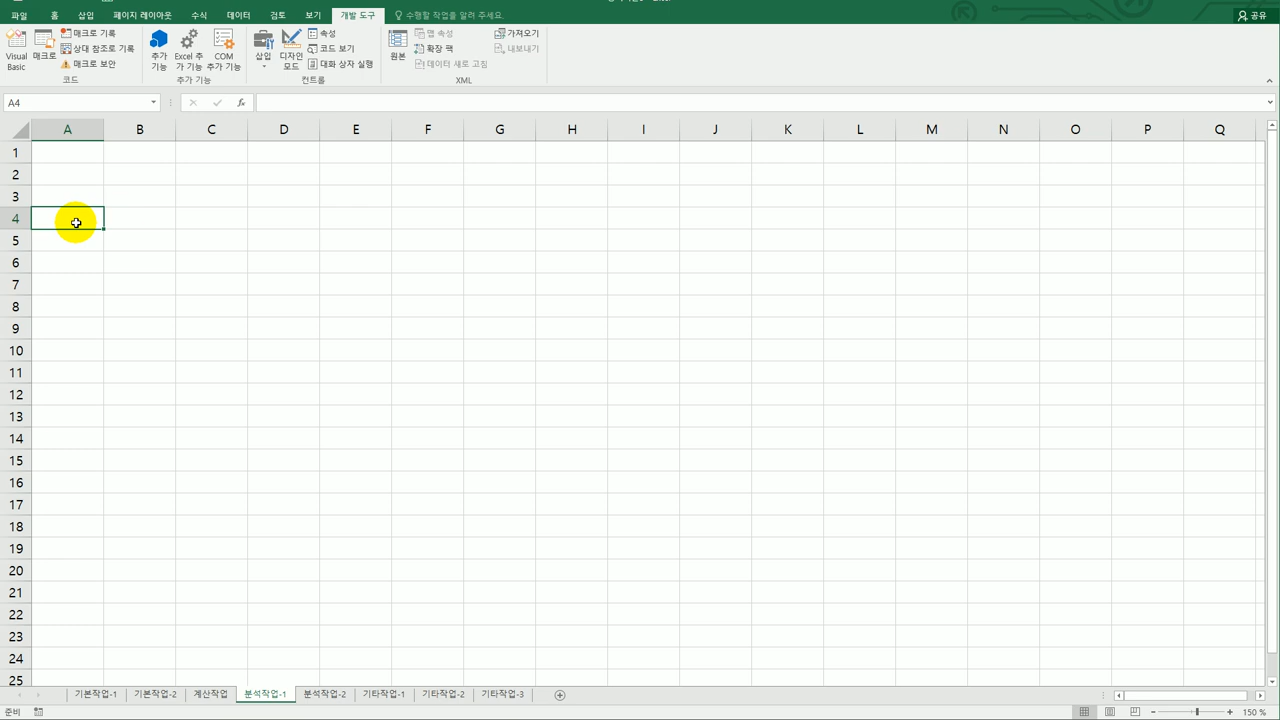 파일 홈 삽입 페이지 레이아웃 수식 데이터 검토 보기 개발 도구 수행할 작업을 알려 주세요. 공유
Visual Basic
매크로
매크로 기록
상대 참조로 기록
매크로 보안
코드
추가 기능
Excel 추가 기능
COM 추가 기능
추가 기능
삽입
디자인 모드
속성
코드 보기
대화 상자 실행
컨트롤
원본
맵 속성
확장 팩
데이터 새로 고침
가져오기
내보내기
XML
A4 fx
A B C D E F G H I J K L M N O P Q
1
2
3
4
5
6
7
8
9
10
11
12
13
14
15
16
17
18
19
20
21
22
23
24
25
기본작업-1 기본작업-2 계산작업 분석작업-1 분석작업-2 기타작업-1 기타작업-2 기타작업-3
준비 150 %